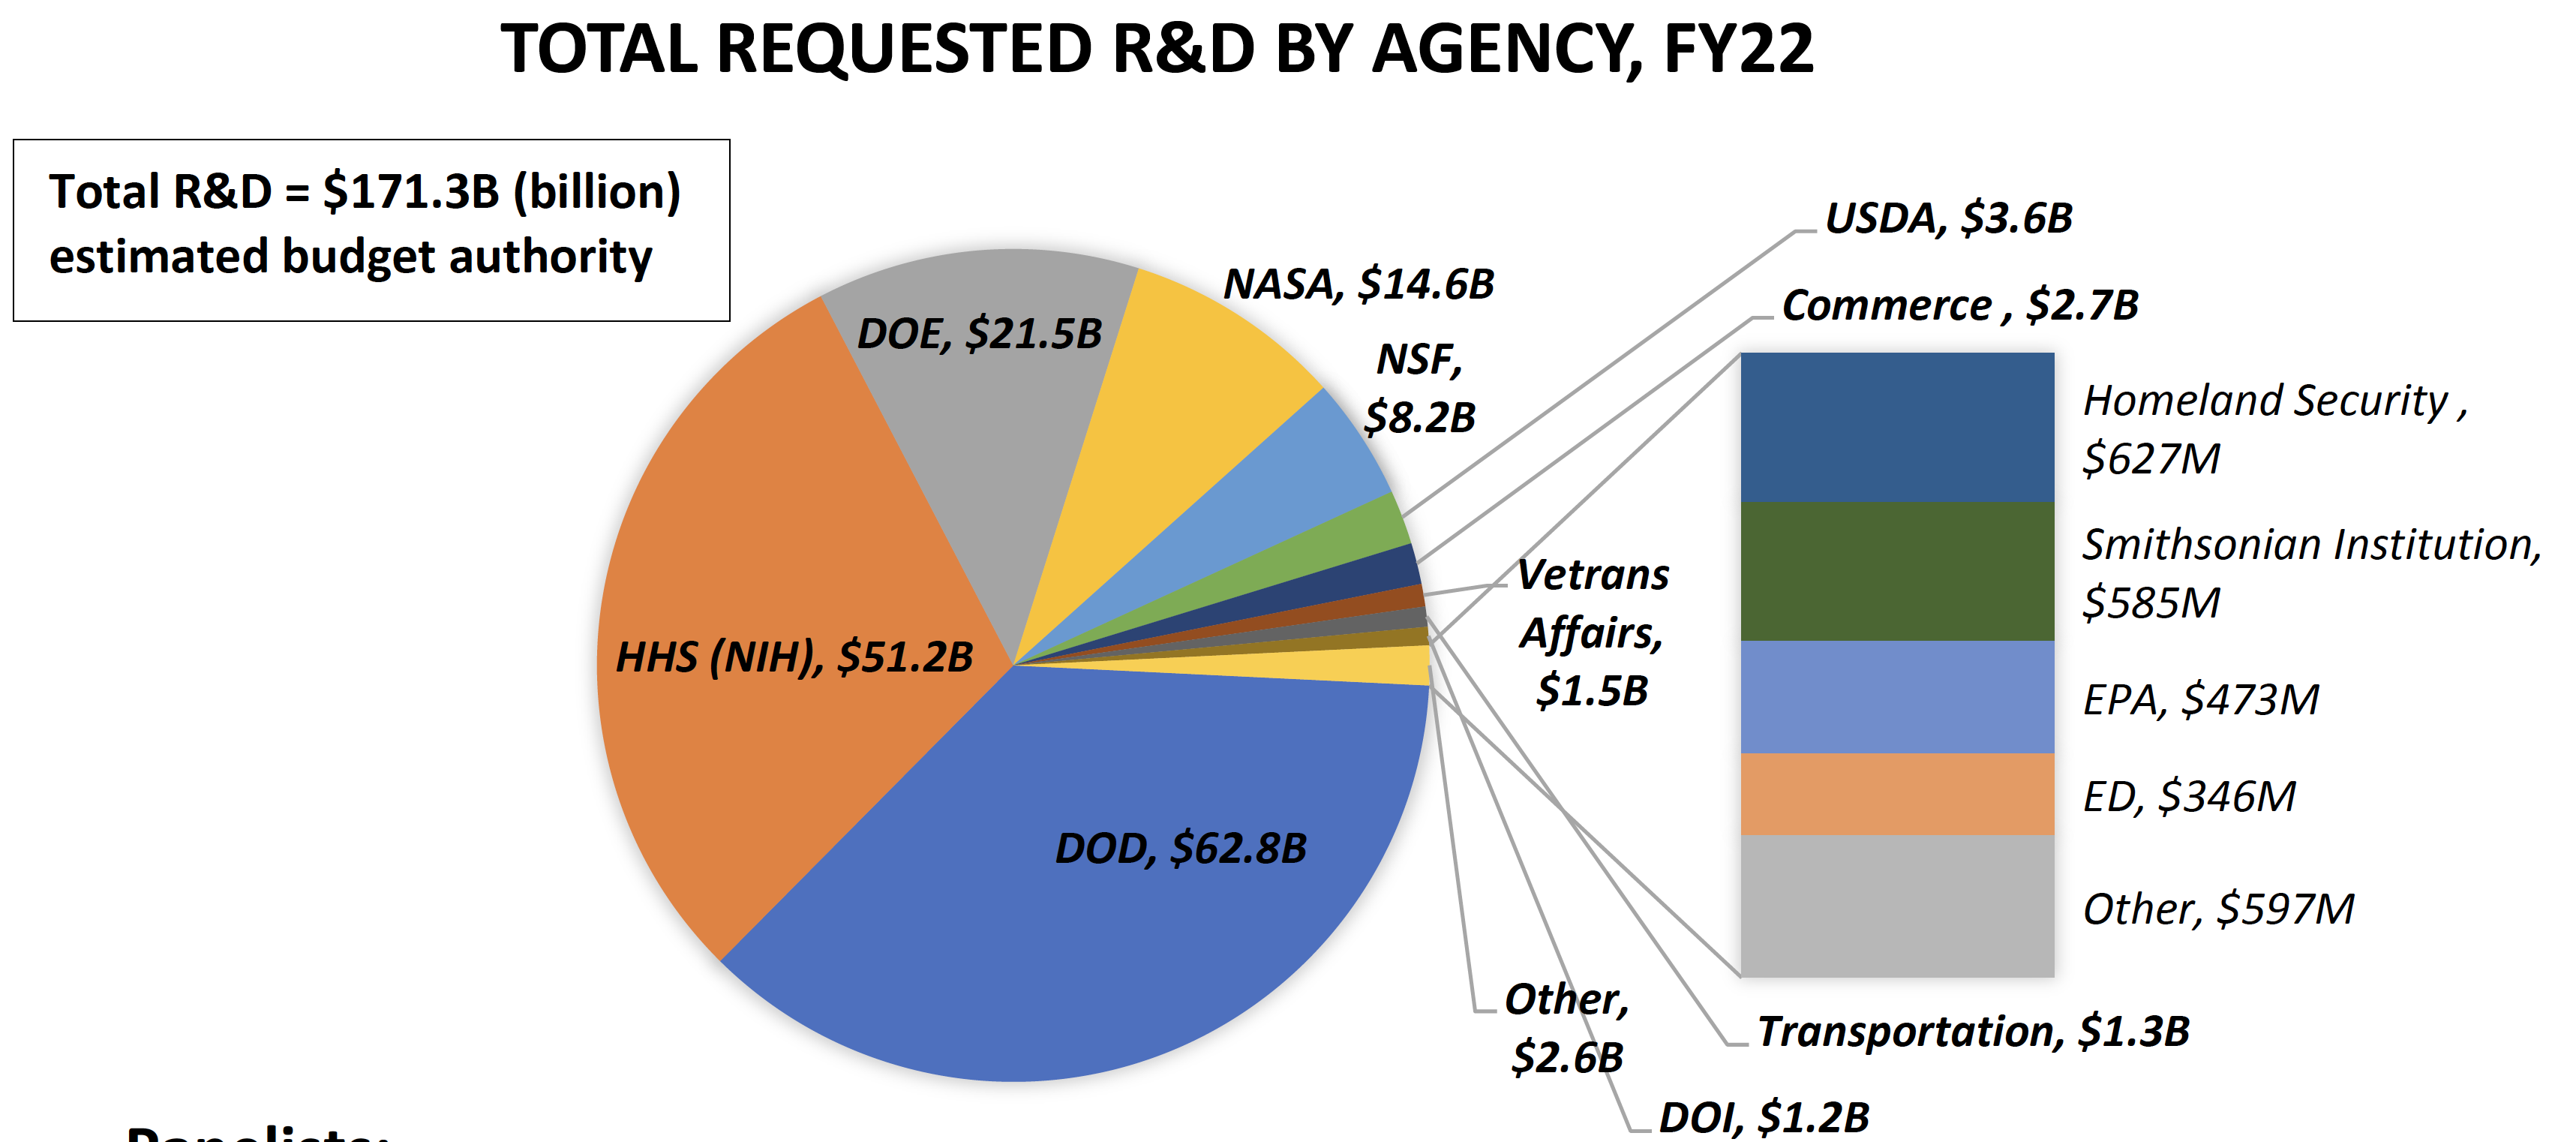 TOTAL REQUESTED R&D BY AGENCY, FY22
Total R&D = $171.3B (billion)
estimated budget authority
USDA, $3.6B
NASA, $14.6B
Commerce , $2.7B
DOE, $21.5B
NSF,
$8.2B
Homeland Security ,
$627M
Smithsonian Institution,
$585M
Vetrans
Affairs,
$1.5B
HHS (NIH), $51.2B
EPA, $473M
ED, $346M
DOD, $62.8B
Other, $597M
Other,
$2.6B
Transportation, $1.3B
DOI, $1.2B
Panelists: